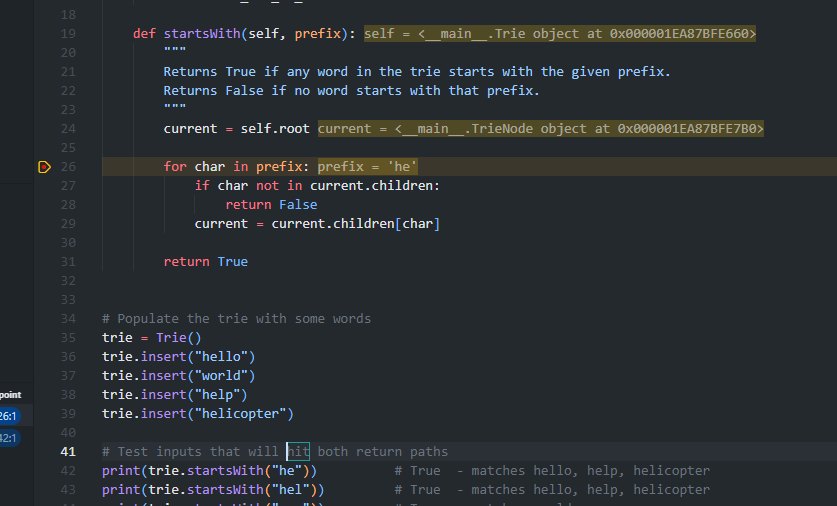 18
19 def startsWith(self, prefix): self = <__main__.Trie object at 0x000001EA87BFE660>
20 """
21 Returns True if any word in the trie starts with the given prefix.
22 Returns False if no word starts with that prefix.
23 """
24 current = self.root current = <__main__.TrieNode object at 0x000001EA87BFE7B0>
25
26 for char in prefix: prefix = 'he'
27 if char not in current.children:
28 return False
29 current = current.children[char]
30
31 return True
32
33
34 # Populate the trie with some words
35 trie = Trie()
36 trie.insert("hello")
37 trie.insert("world")
38 trie.insert("help")
39 trie.insert("helicopter")
40
41 # Test inputs that will hit both return paths
42 print(trie.startsWith("he")) # True - matches hello, help, helicopter
43 print(trie.startsWith("hel")) # True - matches hello, help, helicopter
point
26:1
42:1